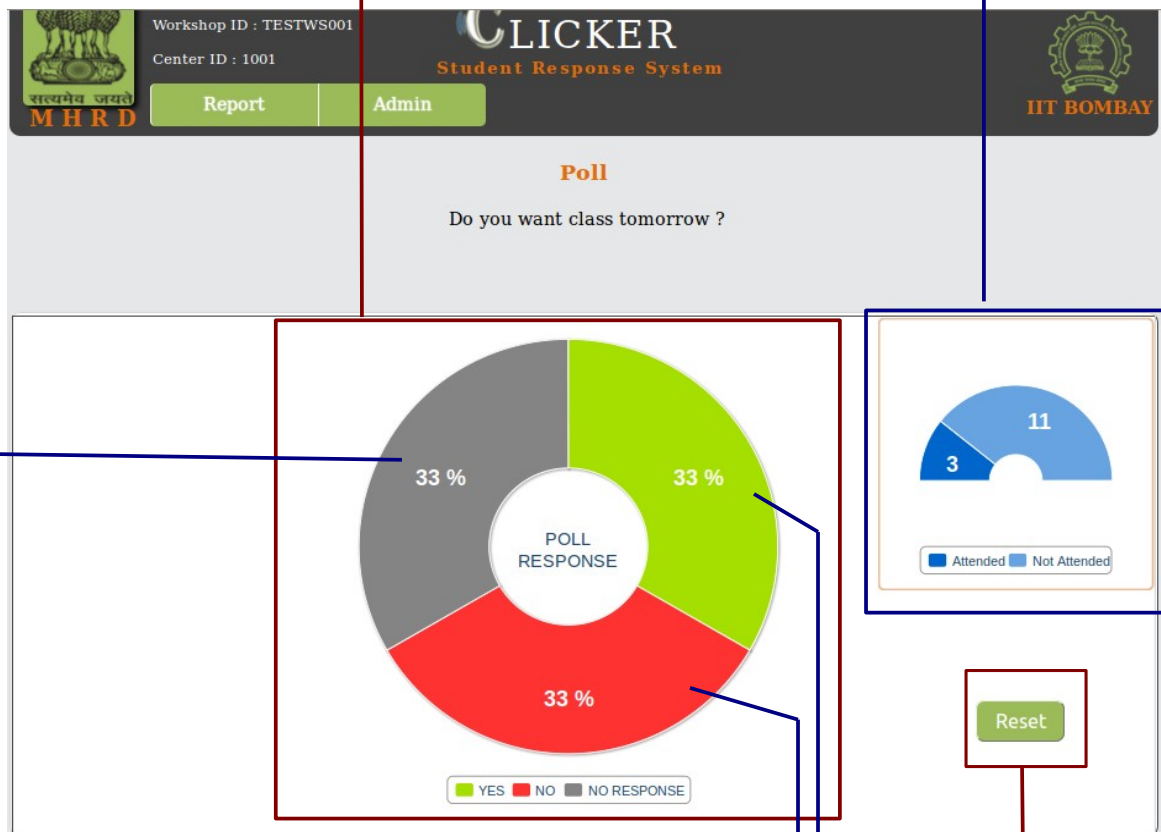 Workshop ID : TESTWS001
Center ID : 1001
CLICKER
Student Response System
सत्यमेव जयते
M H R D
Report Admin
IIT BOMBAY
Poll
Do you want class tomorrow ?
33 %
33 %
POLL
RESPONSE
33 %
YES NO NO RESPONSE
11
3
Attended Not Attended
Reset